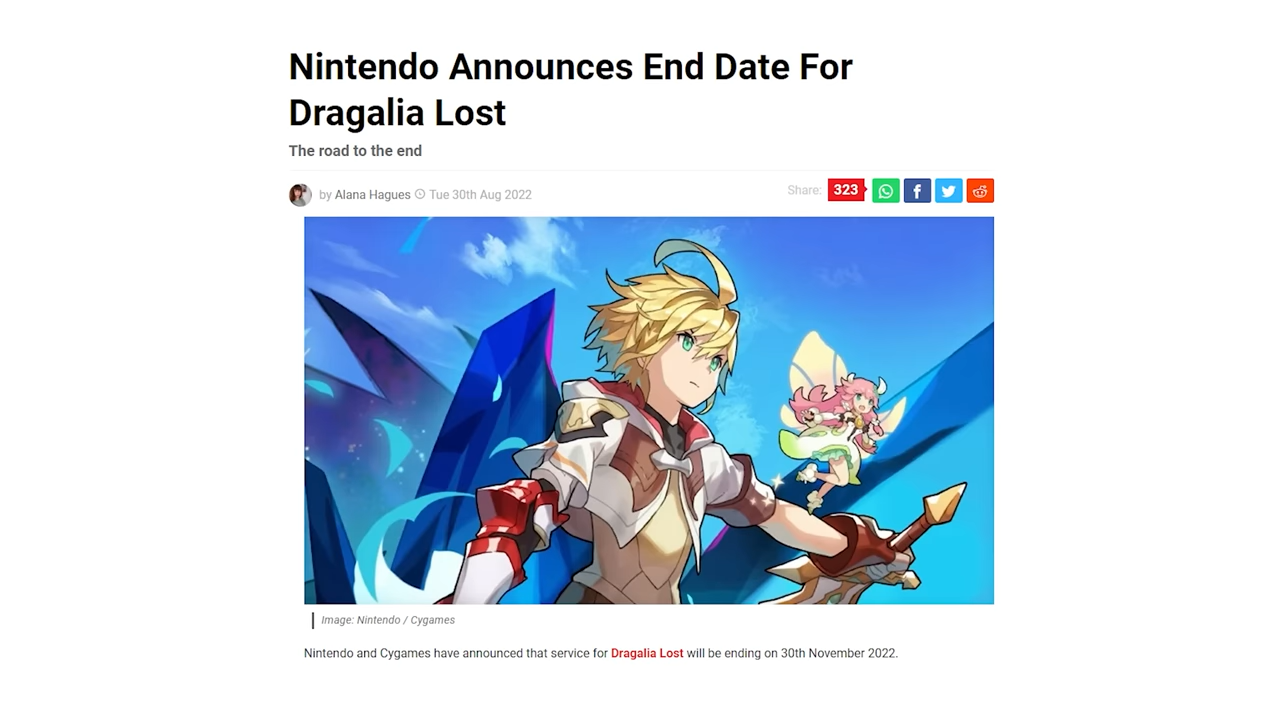 Nintendo Announces End Date For
Dragalia Lost
The road to the end
by Alana Hagues Tue 30th Aug 2022
Share: 323
Image: Nintendo / Cygames
Nintendo and Cygames have announced that service for Dragalia Lost will be ending on 30th November 2022.